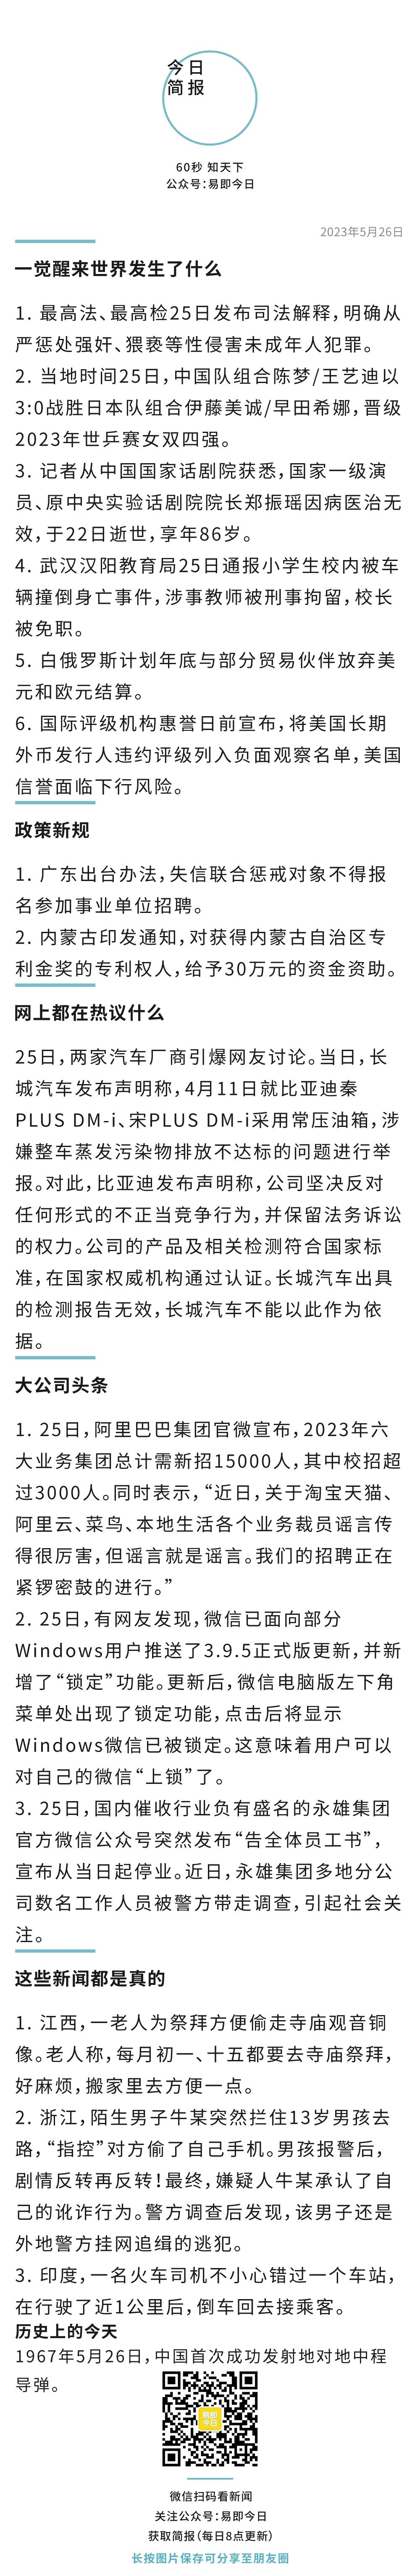 今日
简报
60秒 知天下
公众号：易即今日
2023年5月26日
一觉醒来世界发生了什么
1. 最高法、最高检25日发布司法解释，明确从
严惩处强奸、猥亵等性侵害未成年人犯罪。
2. 当地时间25日，中国队组合陈梦/王艺迪以
3:0战胜日本队组合伊藤美诚/早田希娜，晋级
2023年世乒赛女双四强。
3. 记者从中国国家话剧院获悉，国家一级演
员、原中央实验话剧院院长郑振瑶因病医治无
效，于22日逝世，享年86岁。
4. 武汉汉阳教育局25日通报小学生校内被车
辆撞倒身亡事件，涉事教师被刑事拘留，校长
被免职。
5. 白俄罗斯计划年底与部分贸易伙伴放弃美
元和欧元结算。
6. 国际评级机构惠誉日前宣布，将美国长期
外币发行人违约评级列入负面观察名单，美国
信誉面临下行风险。
政策新规
1. 广东出台办法，失信联合惩戒对象不得报
名参加事业单位招聘。
2. 内蒙古印发通知，对获得内蒙古自治区专
利金奖的专利权人，给予30万元的资金资助。
网上都在热议什么
25日，两家汽车厂商引爆网友讨论。当日，长
城汽车发布声明称，4月11日就比亚迪秦
PLUS DM-i、宋PLUS DM-i采用常压油箱，涉
嫌整车蒸发污染物排放不达标的问题进行举
报。对此，比亚迪发布声明称，公司坚决反对
任何形式的不正当竞争行为，并保留法务诉讼
的权力。公司的产品及相关检测符合国家标
准，在国家权威机构通过认证。长城汽车出具
的检测报告无效，长城汽车不能以此作为依
据。
大公司头条
1. 25日，阿里巴巴集团官微宣布，2023年六
大业务集团总计需新招15000人，其中校招超
过3000人。同时表示，“近日，关于淘宝天猫、
阿里云、菜鸟、本地生活各个业务裁员谣言传
得很厉害，但谣言就是谣言。我们的招聘正在
紧锣密鼓的进行。”
2. 25日，有网友发现，微信已面向部分
Windows用户推送了3.9.5正式版更新，并新
增了“锁定”功能。更新后，微信电脑版左下角
菜单处出现了锁定功能，点击后将显示
Windows微信已被锁定。这意味着用户可以
对自己的微信“上锁”了。
3. 25日，国内催收行业负有盛名的永雄集团
官方微信公众号突然发布“告全体员工书”，
宣布从当日起停业。近日，永雄集团多地分公
司数名工作人员被警方带走调查，引起社会关
注。
这些新闻都是真的
1. 江西，一老人为祭拜方便偷走寺庙观音铜
像。老人称，每月初一、十五都要去寺庙祭拜，
好麻烦，搬家里去方便一点。
2. 浙江，陌生男子牛某突然拦住13岁男孩去
路，“指控”对方偷了自己手机。男孩报警后，
剧情反转再反转！最终，嫌疑人牛某承认了自
己的讹诈行为。警方调查后发现，该男子还是
外地警方挂网追缉的逃犯。
3. 印度，一名火车司机不小心错过一个车站，
在行驶了近1公里后，倒车回去接乘客。
历史上的今天
1967年5月26日，中国首次成功发射地对地中程
导弹。
易即
今日
微信扫码看新闻
关注公众号：易即今日
获取简报（每日8点更新）
长按图片保存可分享至朋友圈